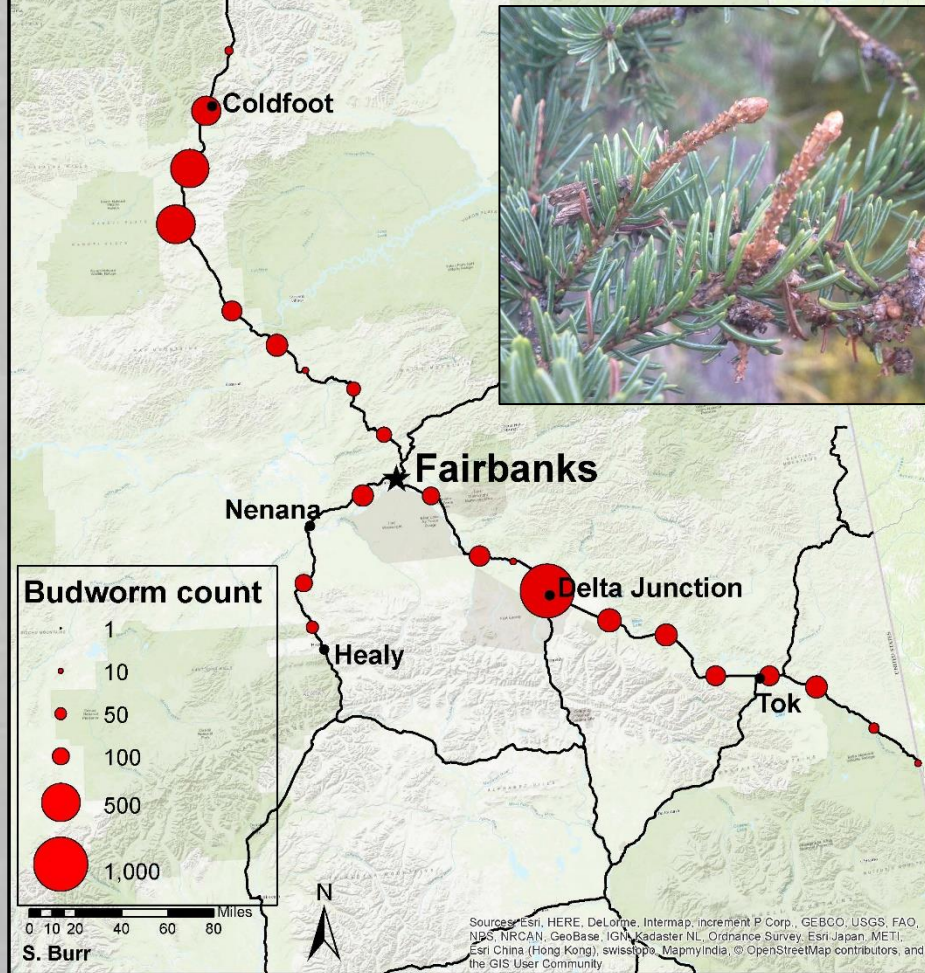 Coldfoot
Fairbanks
Nenana
Delta Junction
Healy
Tok
Budworm count
1
10
50
100
500
1,000
0 10 20 40 60 80 Miles
N
S. Burr
Sources: Esri, HERE, DeLorme, Intermap, increment P Corp., GEBCO, USGS, FAO,
NPS, NRCAN, GeoBase, IGN, Kadaster NL, Ordnance Survey, Esri Japan, METI,
Esri China (Hong Kong), swisstopo, MapmyIndia, © OpenStreetMap contributors, and
the GIS User Community